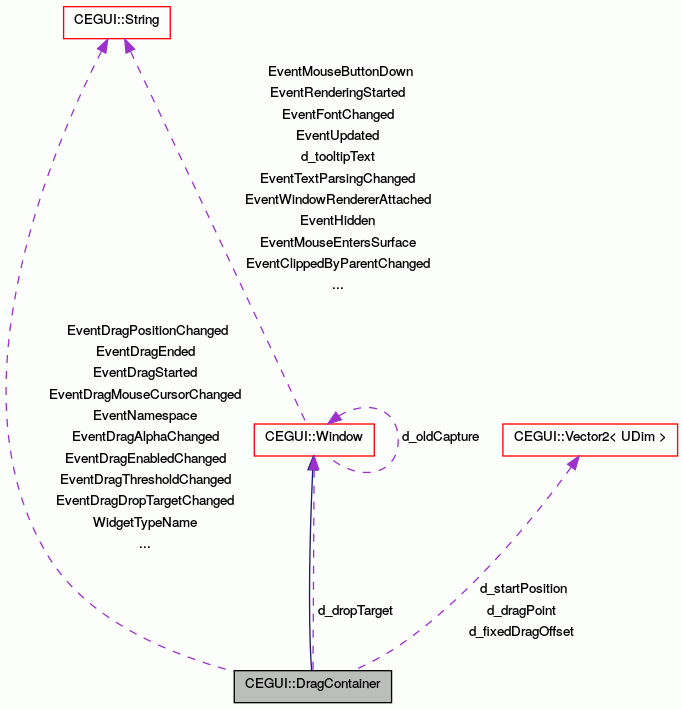 CEGUI::String
EventMouseButtonDown
EventRenderingStarted
EventFontChanged
EventUpdated
d_tooltipText
EventTextParsingChanged
EventWindowRendererAttached
EventHidden
EventMouseEntersSurface
EventClippedByParentChanged
...
EventDragPositionChanged
EventDragEnded
EventDragStarted
EventDragMouseCursorChanged
EventNamespace
EventDragAlphaChanged
EventDragEnabledChanged
EventDragThresholdChanged
EventDragDropTargetChanged
WidgetTypeName
...
CEGUI::Window
d_oldCapture
CEGUI::Vector2< UDim >
d_dropTarget
d_startPosition
d_dragPoint
d_fixedDragOffset
CEGUI::DragContainer